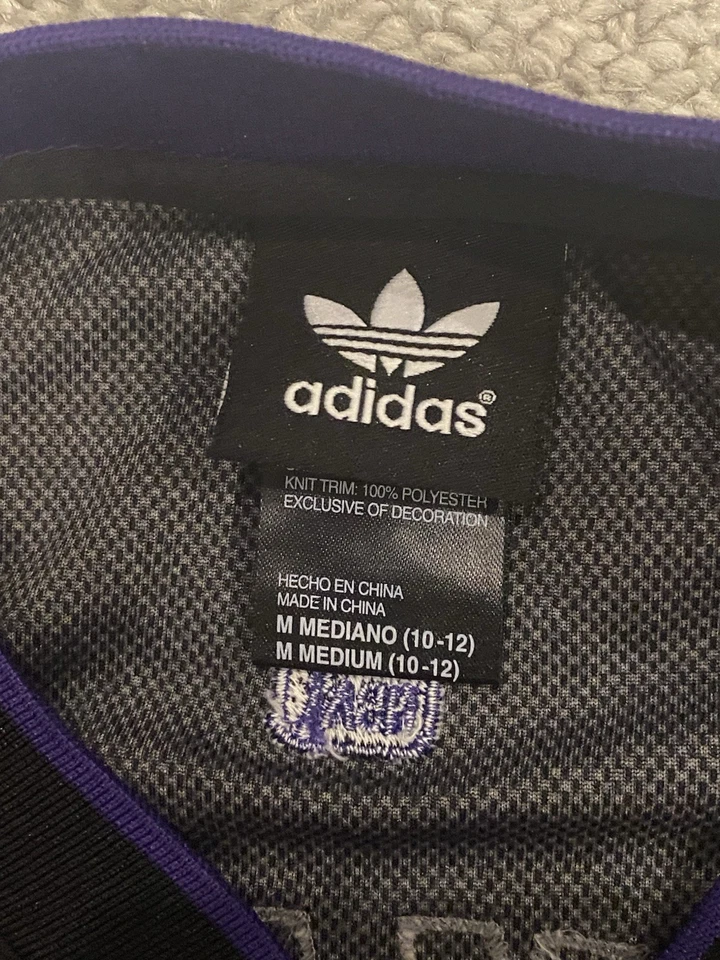 adidas®
KNIT TRIM: 100% POLYESTER
EXCLUSIVE OF DECORATION
HECHO EN CHINA
MADE IN CHINA
M MEDIANO (10-12)
M MEDIUM (10-12)